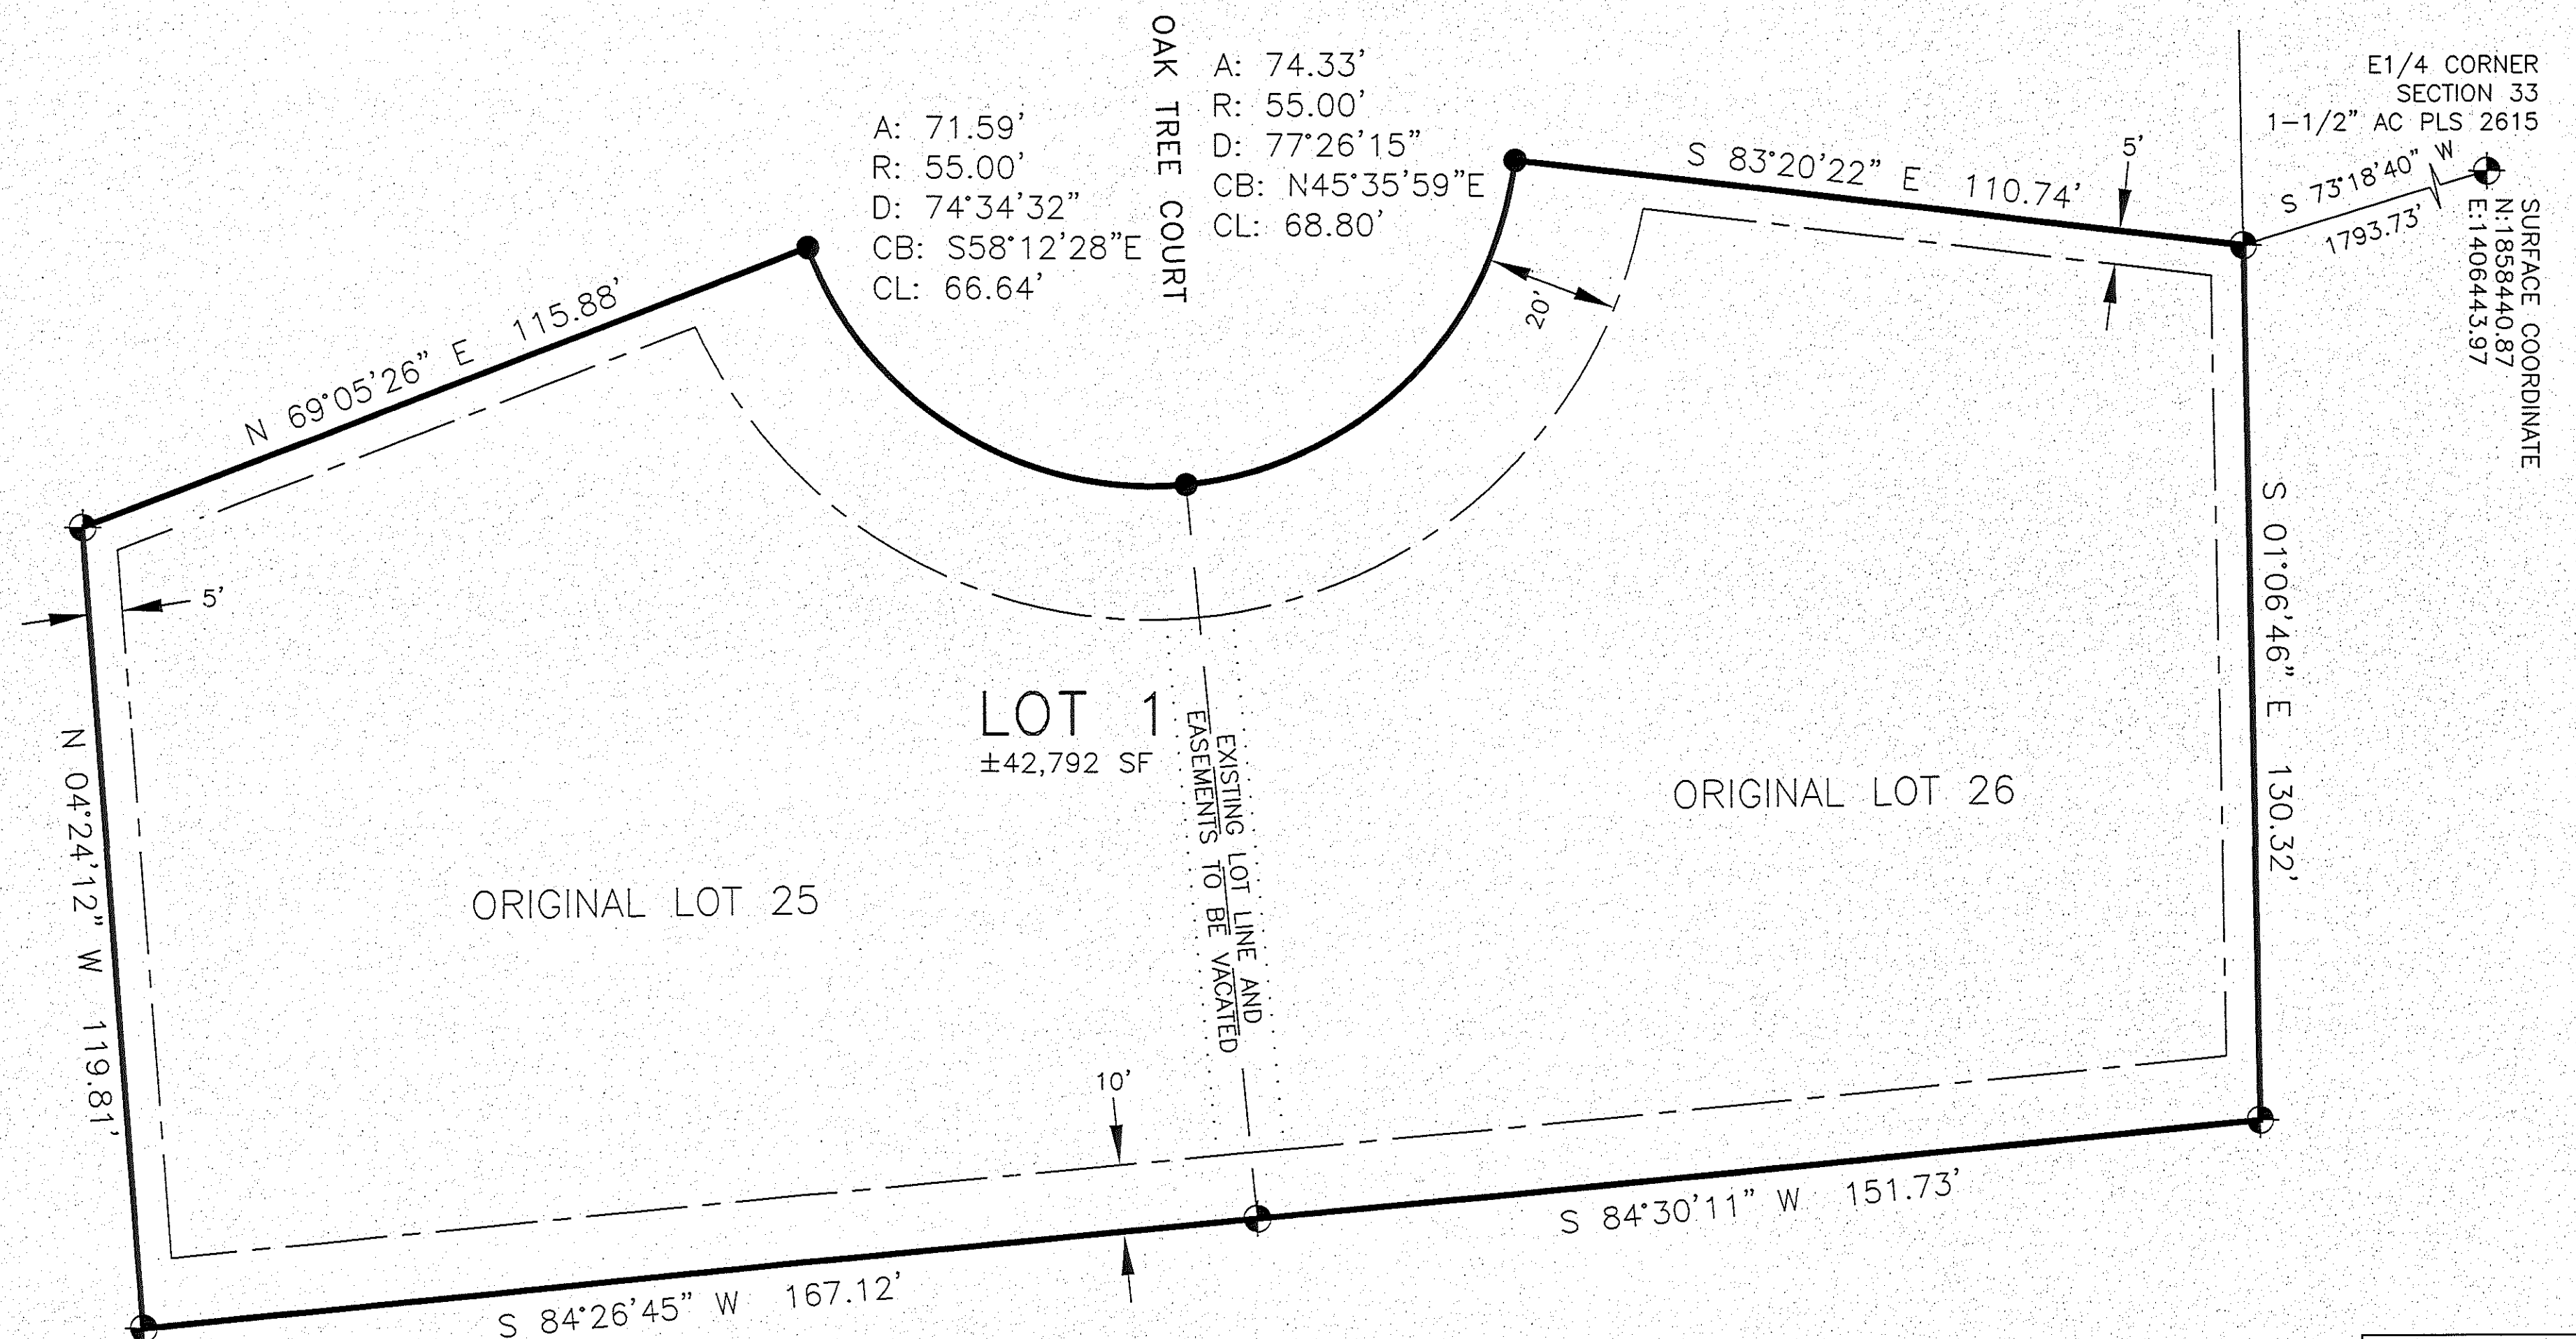 OAK TREE COURT
A: 74.33'
R: 55.00'
D: 77°26'15"
CB: N45°35'59"E
CL: 68.80'
A: 71.59'
R: 55.00'
D: 74°34'32"
CB: S58°12'28"E
CL: 66.64'
E1/4 CORNER
SECTION 33
1-1/2" AC PLS 2615
S 83°20'22" E 110.74'
5'
S 73°18'40" W
1793.73'
SURFACE COORDINATE
N:1858440.87
E:1406443.97
20'
N 69°05'26" E 115.88'
5'
S 01°06'46" E 130.32'
LOT 1
±42,792 SF
EXISTING LOT LINE AND
EASEMENTS TO BE VACATED
ORIGINAL LOT 26
N 04°24'12" W 119.81'
ORIGINAL LOT 25
10'
S 84°30'11" W 151.73'
S 84°26'45" W 167.12'